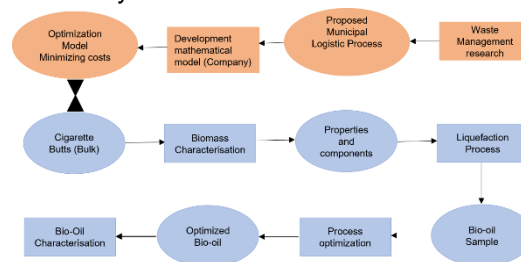 Optimization
Model
Minimizing costs
Development
mathematical
model (Company)
Proposed
Municipal
Logistic Process
Waste
Management
research
Cigarette
Butts (Bulk)
Biomass
Characterisation
Properties
and
components
Liquefaction
Process
Bio-Oil
Characterisation
Optimized
Bio-oil
Process
optimization
Bio-oil
Sample